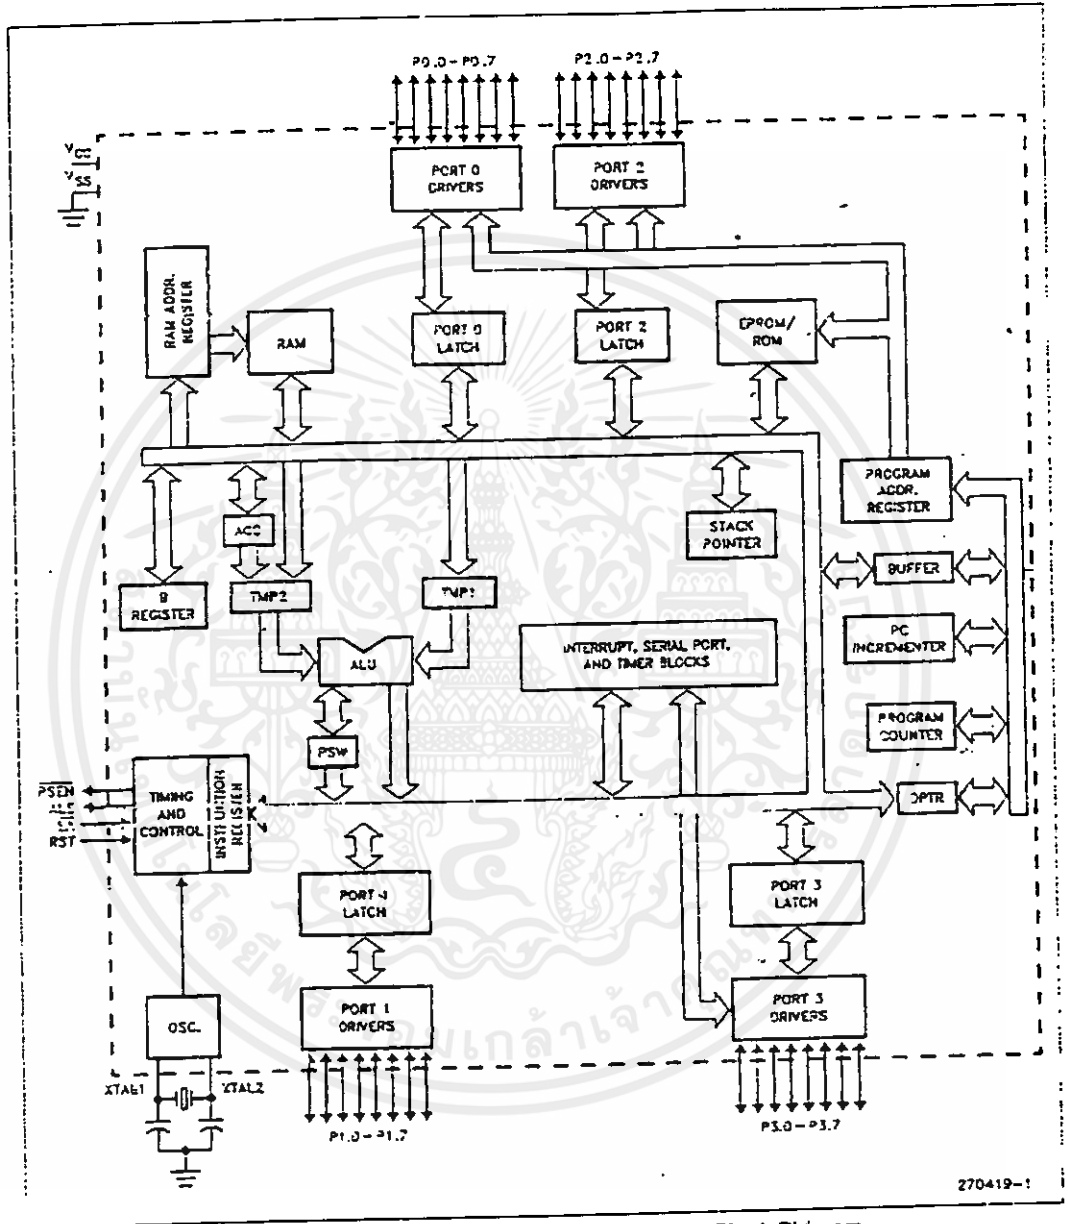 P0.0-P0.7
P2.0-P2.7
VSS
PORT 0
DRIVERS
PORT 2
DRIVERS
RAM ADDR.
REGISTER
RAM
PORT 0
LATCH
PORT 2
LATCH
EPROM/
ROM
PROGRAM
ADDR.
REGISTER
ACC
STACK
POINTER
B
REGISTER
TMP2
TMP1
BUFFER
ALU
INTERRUPT, SERIAL PORT,
AND TIMER BLOCKS
PC
INCREMENTER
PSW
PROGRAM
COUNTER
PSEN
RST
TIMING
AND
CONTROL
INSTRUCTION
REGISTER
DPTR
PORT 1
LATCH
PORT 3
LATCH
OSC.
PORT 1
DRIVERS
PORT 3
DRIVERS
XTAL1
XTAL2
P1.0-P1.7
P3.0-P3.7
270419-1